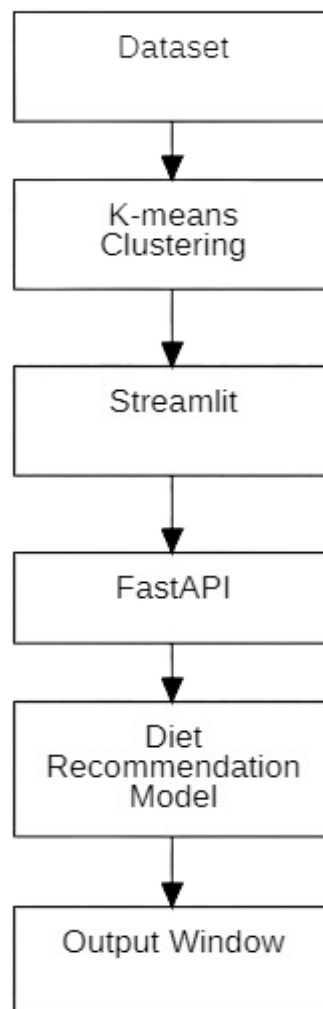 Dataset
K-means
Clustering
Streamlit
FastAPI
Diet
Recommendation
Model
Output Window